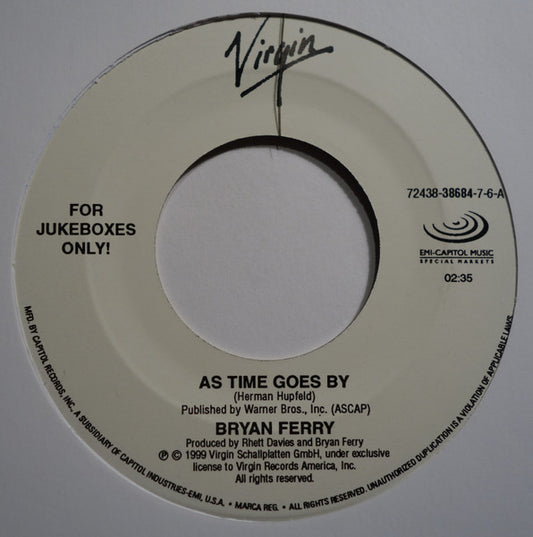 Virgin
FOR
JUKEBOXES
ONLY!
72438-38684-7-6-A
EMI-CAPITOL MUSIC
SPECIAL MARKETS
02:35
AS TIME GOES BY
(Herman Hupfeld)
Published by Warner Bros., Inc. (ASCAP)
BRYAN FERRY
Produced by Rhett Davies and Bryan Ferry
℗ © 1999 Virgin Schallplatten GmbH, under exclusive
license to Virgin Records America, Inc.
All rights reserved.
MFD. BY CAPITOL RECORDS, INC., A SUBSIDIARY OF CAPITOL INDUSTRIES-EMI, U.S.A. • MARCA REG. • ALL RIGHTS RESERVED. UNAUTHORIZED DUPLICATION IS A VIOLATION OF APPLICABLE LAWS.